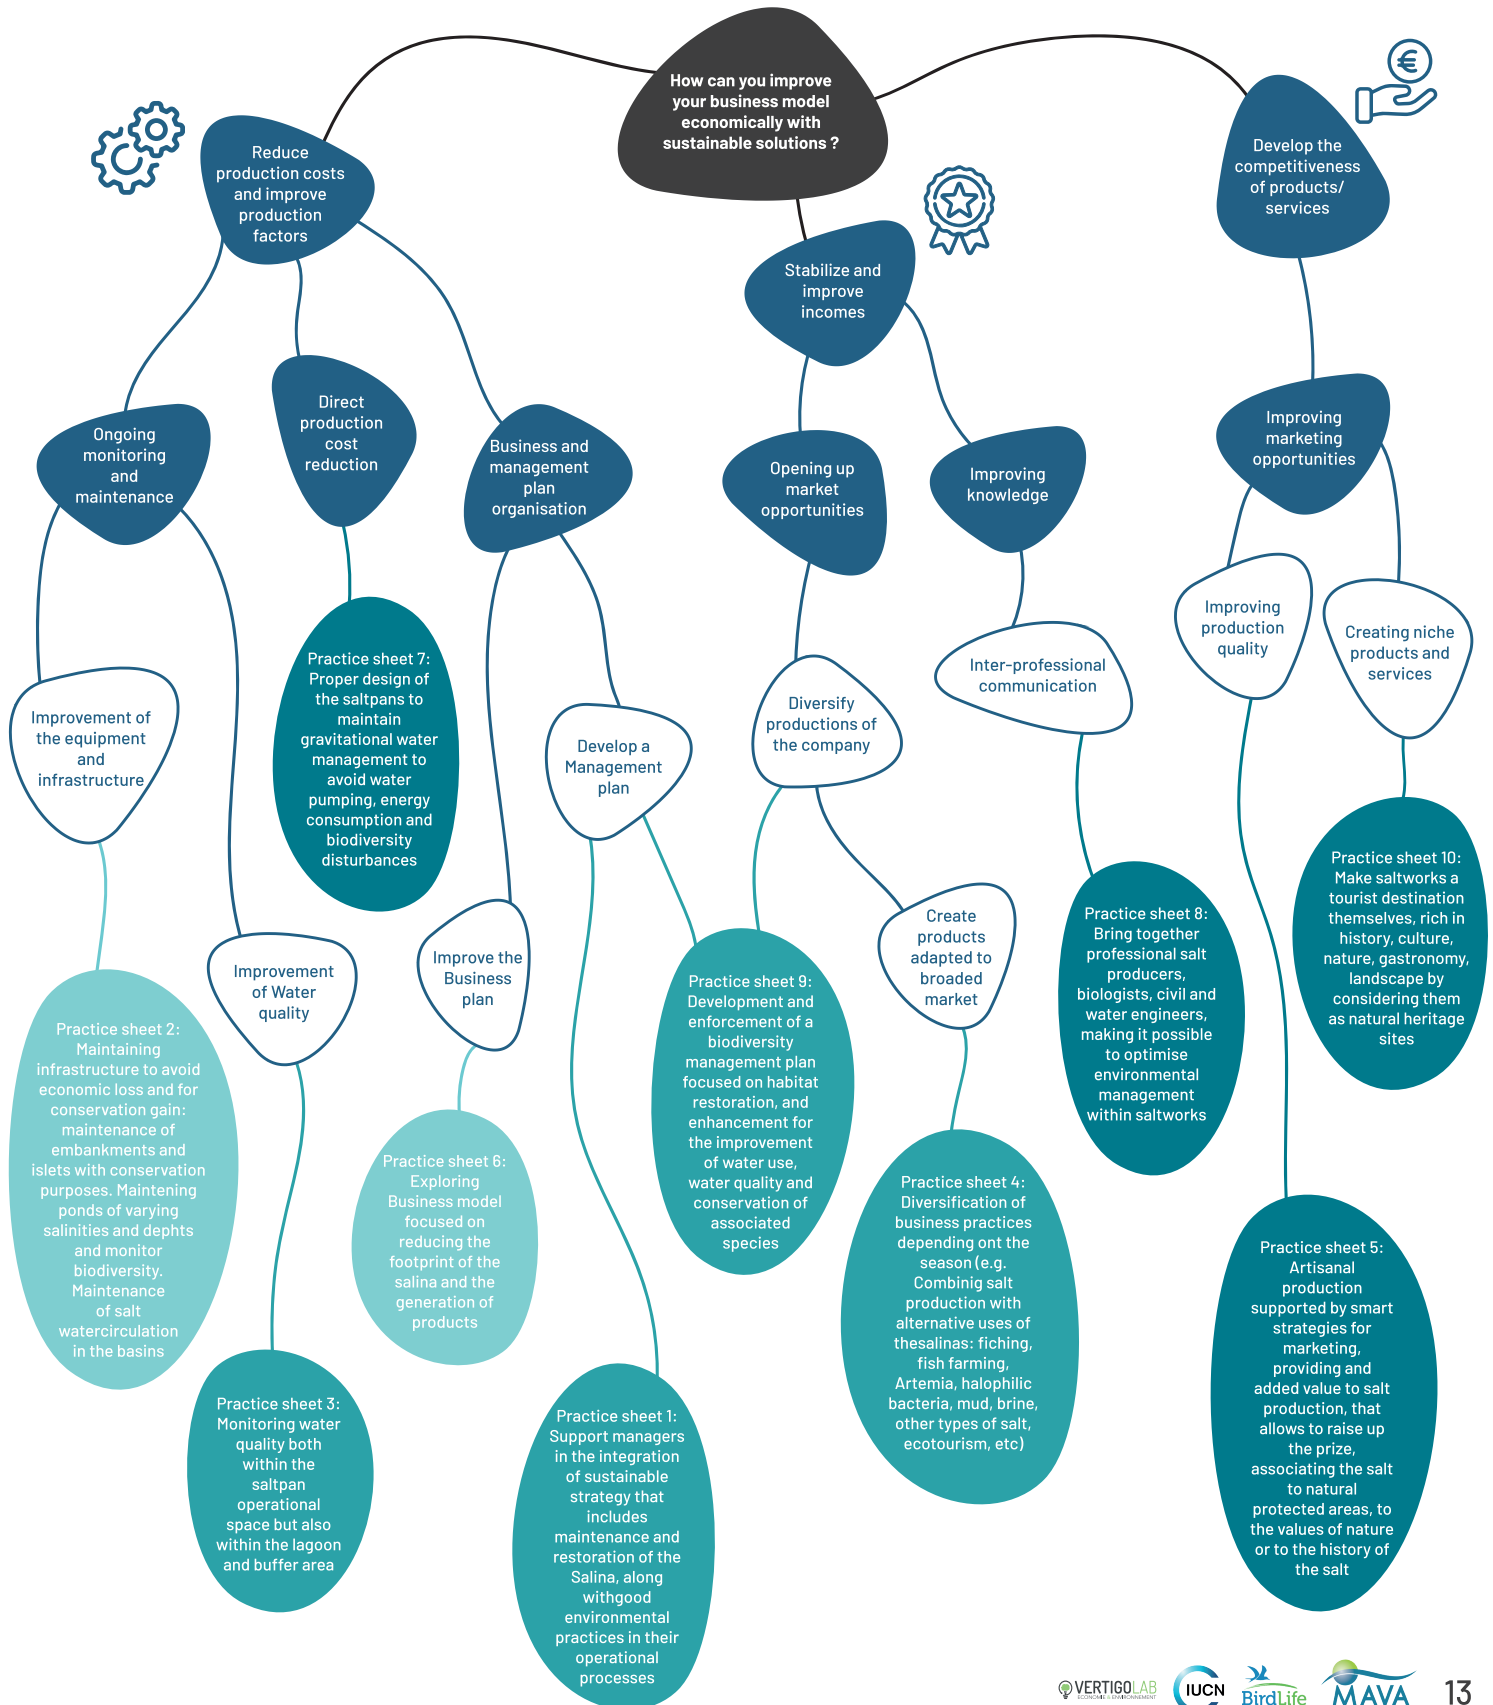 How can you improve
your business model
economically with
sustainable solutions ?
Reduce
production costs
and improve
production
factors
Stabilize and
improve
incomes
Develop the
competitiveness
of products/
services
€
Ongoing
monitoring
and
maintenance
Direct
production
cost
reduction
Business and
management
plan
organisation
Opening up
market
opportunities
Improving
knowledge
Improving
marketing
opportunities
Improvement of
the equipment
and
infrastructure
Practice sheet 7:
Proper design of
the saltpans to
maintain
gravitational water
management to
avoid water
pumping, energy
consumption and
biodiversity
disturbances
Develop a
Management
plan
Diversify
productions of
the company
Inter-professional
communication
Improving
production
quality
Creating niche
products and
services
Improvement
of Water
quality
Improve the
Business
plan
Create
products
adapted to
broaded
market
Practice sheet 2:
Maintaining
infrastructure to avoid
economic loss and for
conservation gain:
maintenance of
embankments and
islets with conservation
purposes. Maintening
ponds of varying
salinities and dephts
and monitor
biodiversity.
Maintenance
of salt
watercirculation
in the basins
Practice sheet 6:
Exploring
Business model
focused on
reducing the
footprint of the
salina and the
generation of
products
Practice sheet 9:
Development and
enforcement of a
biodiversity
management plan
focused on habitat
restoration, and
enhancement for
the improvement
of water use,
water quality and
conservation of
associated
species
Practice sheet 8:
Bring together
professional salt
producers,
biologists, civil and
water engineers,
making it possible
to optimise
environmental
management
within saltworks
Practice sheet 10:
Make saltworks a
tourist destination
themselves, rich in
history, culture,
nature, gastronomy,
landscape by
considering them
as natural heritage
sites
Practice sheet 4:
Diversification of
business practices
depending ont the
season (e.g.
Combinig salt
production with
alternative uses of
thesalinas: fiching,
fish farming,
Artemia, halophilic
bacteria, mud, brine,
other types of salt,
ecotourism, etc)
Practice sheet 5:
Artisanal
production
supported by smart
strategies for
marketing,
providing and
added value to salt
production, that
allows to raise up
the prize,
associating the salt
to natural
protected areas, to
the values of nature
or to the history of
the salt
Practice sheet 3:
Monitoring water
quality both
within the
saltpan
operational
space but also
within the lagoon
and buffer area
Practice sheet 1:
Support managers
in the integration
of sustainable
strategy that
includes
maintenance and
restoration of the
Salina, along
withgood
environmental
practices in their
operational
processes
VERTIGOLAB
ECONOMIE & ENVIRONNEMENT
IUCN
BirdLife
MAVA
13